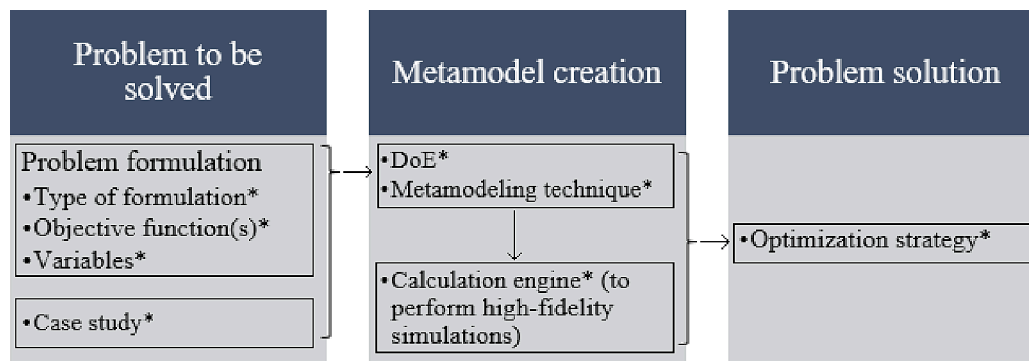 Problem to be
solved
Metamodel creation
Problem solution
Problem formulation
•Type of formulation*
•Objective function(s)*
•Variables*
•Case study*
•DoE*
•Metamodeling technique*
•Calculation engine* (to
perform high-fidelity
simulations)
•Optimization strategy*